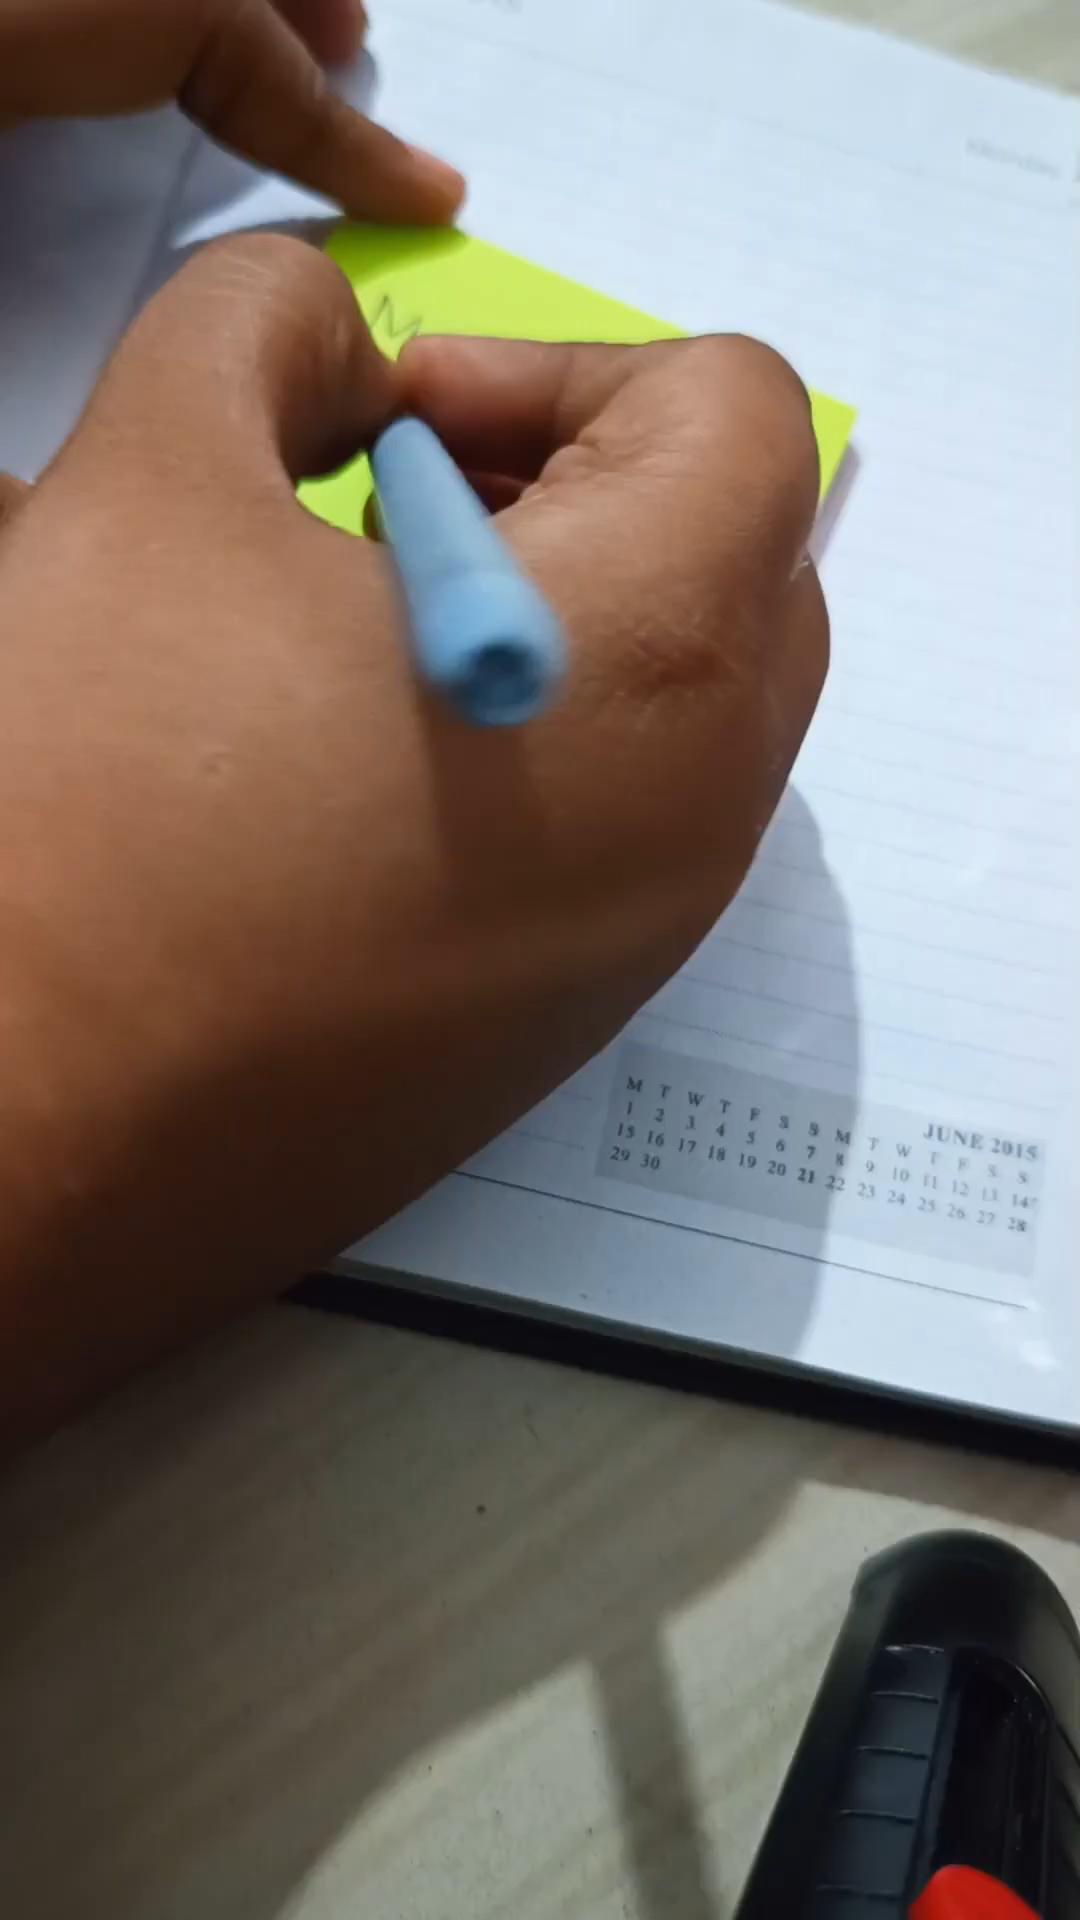 M
JUNE 2015
M T W T F S S M T W T F S S
1 2 3 4 5 6 7 8 9 10 11 12 13 14
15 16 17 18 19 20 21 22 23 24 25 26 27 28
29 30